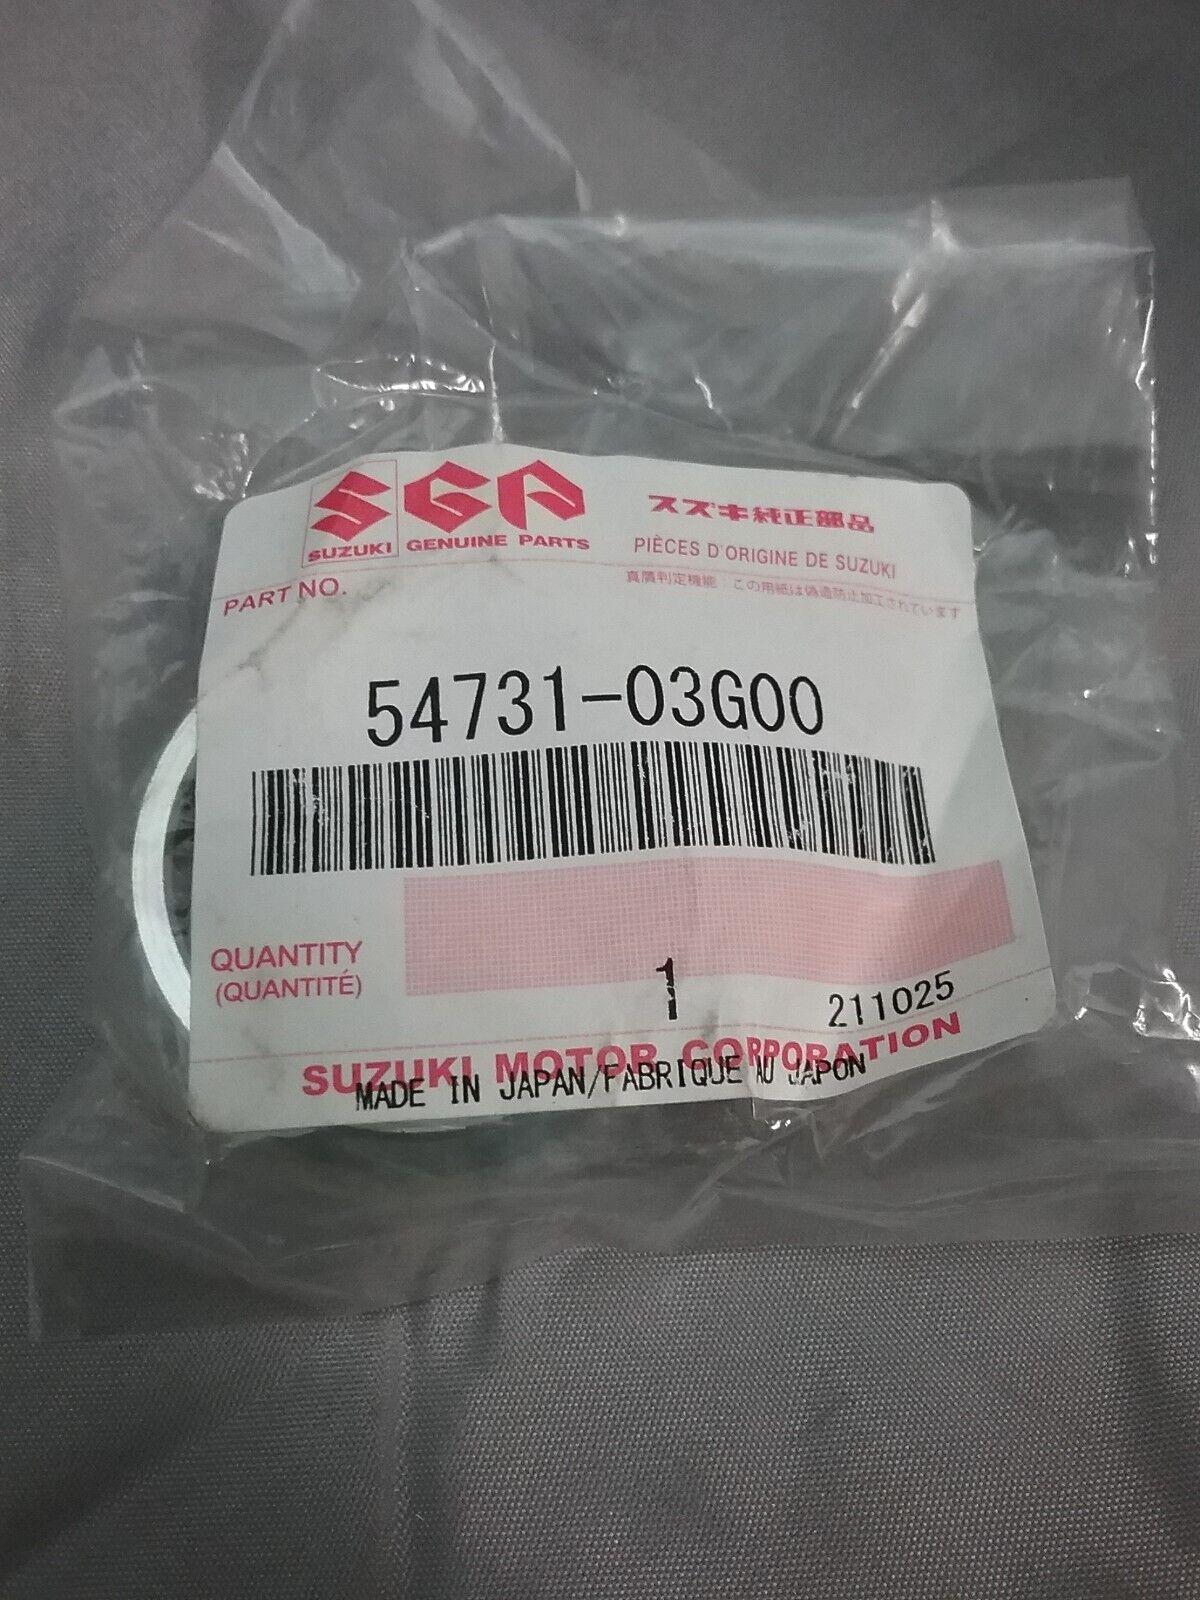 SGP
SUZUKI GENUINE PARTS
スズキ純正部品
PIÈCES D'ORIGINE DE SUZUKI
真贋判定機能：この用紙は偽造防止加工されています
PART NO.
54731-03G00
QUANTITY
(QUANTITÉ)
1
211025
SUZUKI MOTOR CORPORATION
MADE IN JAPAN/FABRIQUE AU JAPON